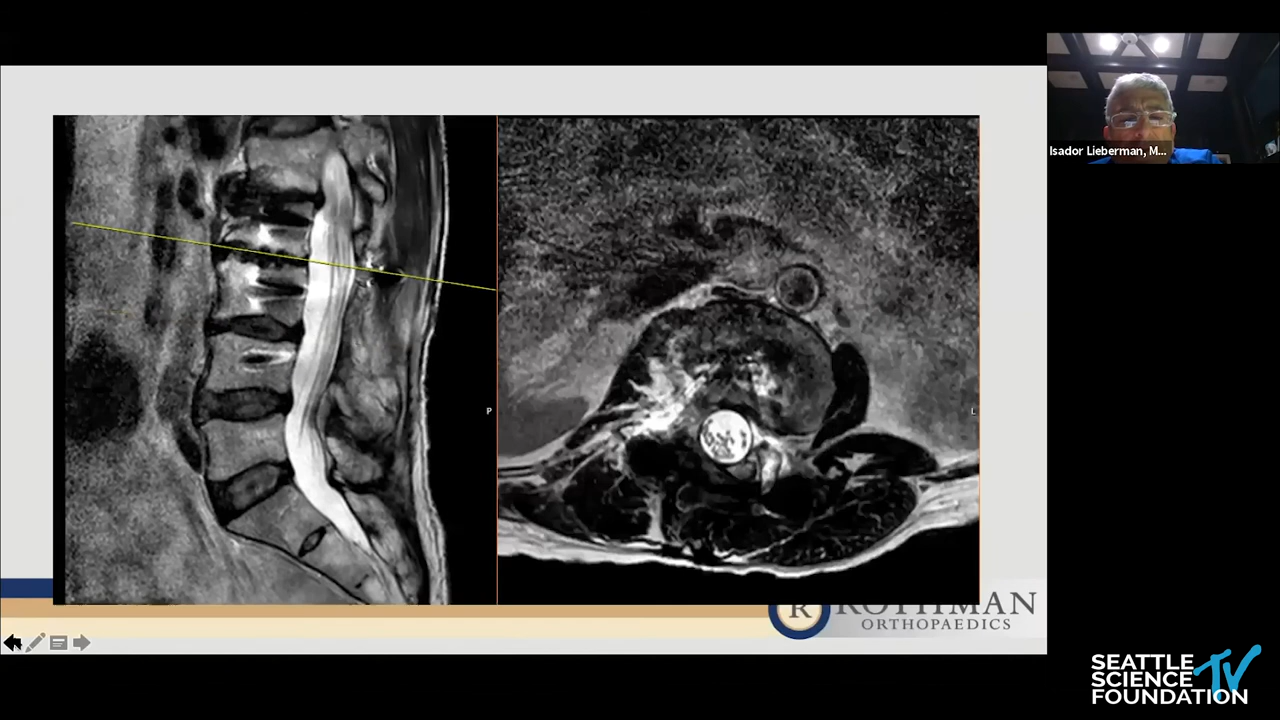 Isador Lieberman, M...
P
L
R
ROTHMAN
ORTHOPAEDICS
SEATTLE
SCIENCE
FOUNDATION
TV